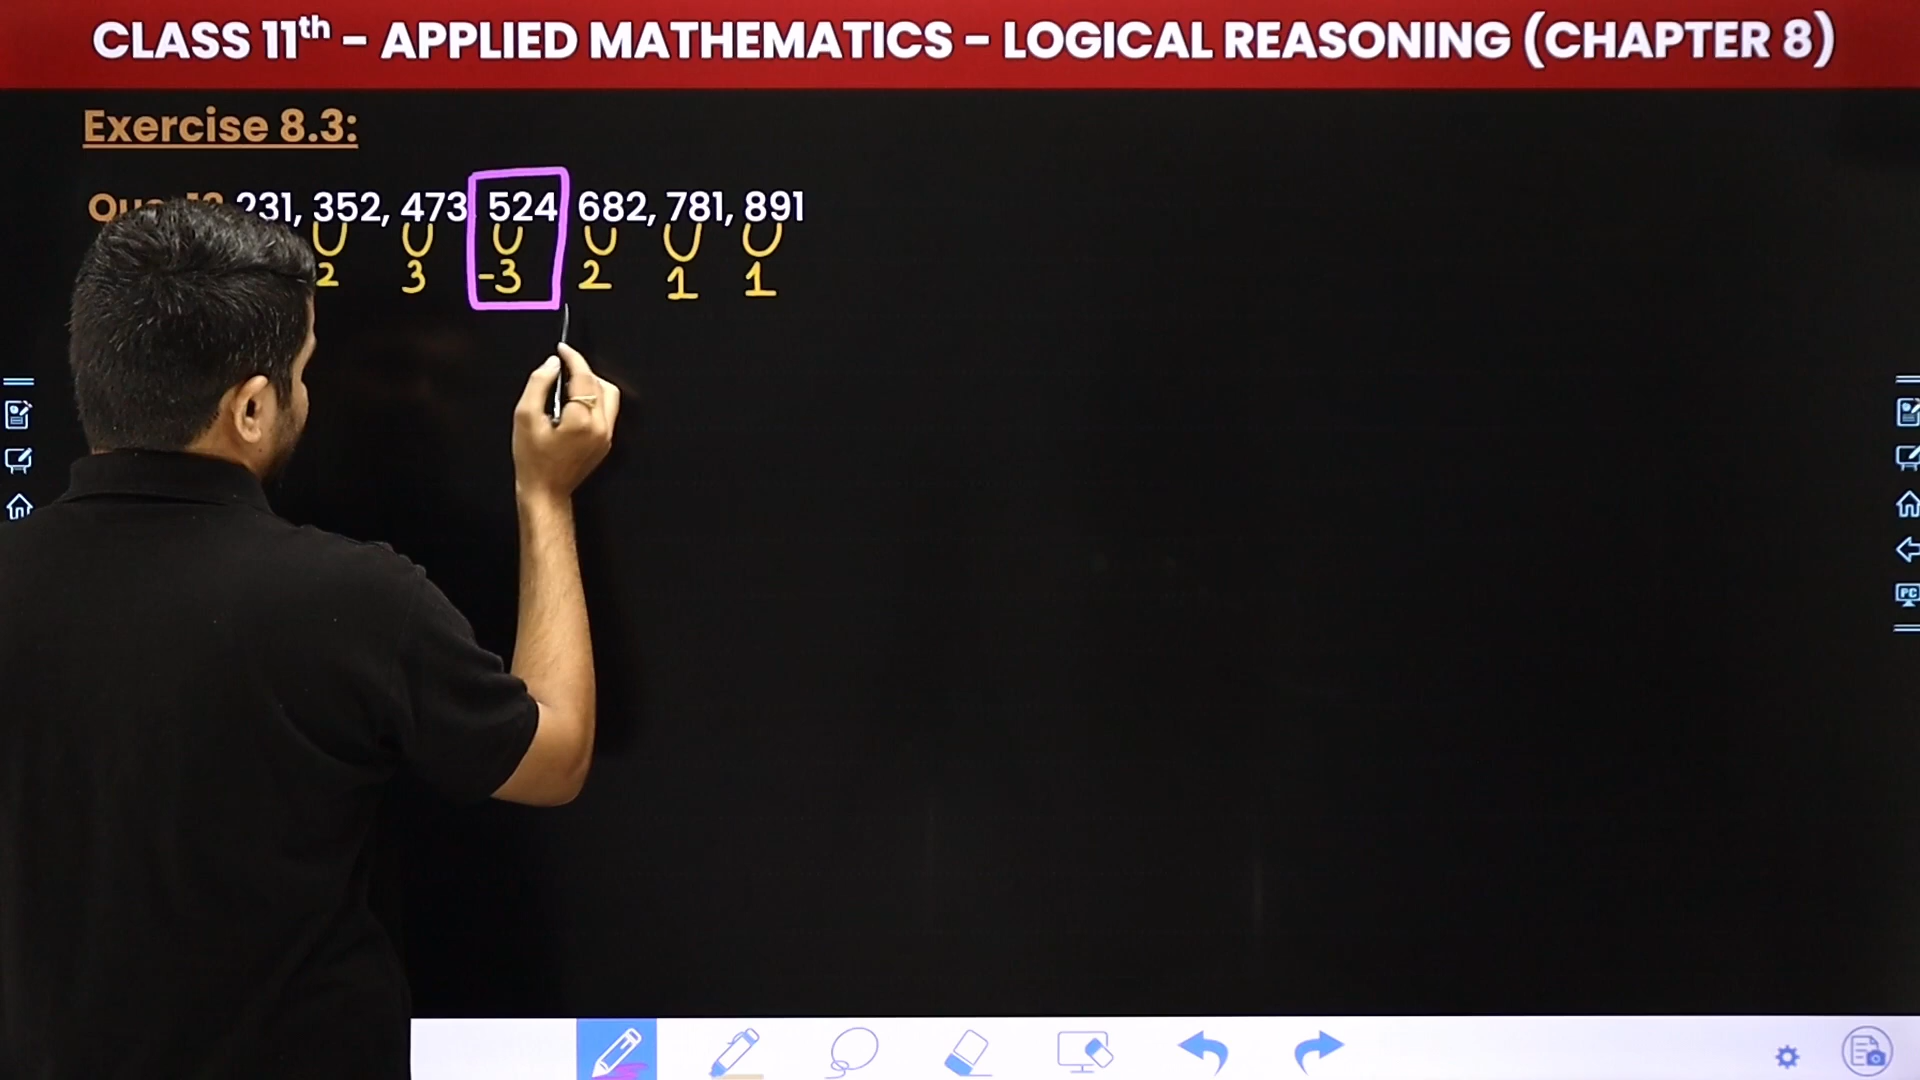 CLASS 11th - APPLIED MATHEMATICS - LOGICAL REASONING (CHAPTER 8)
Exercise 8.3:
231, 352, 473, 524, 682, 781, 891
2 3 -3 2 1 1
PC